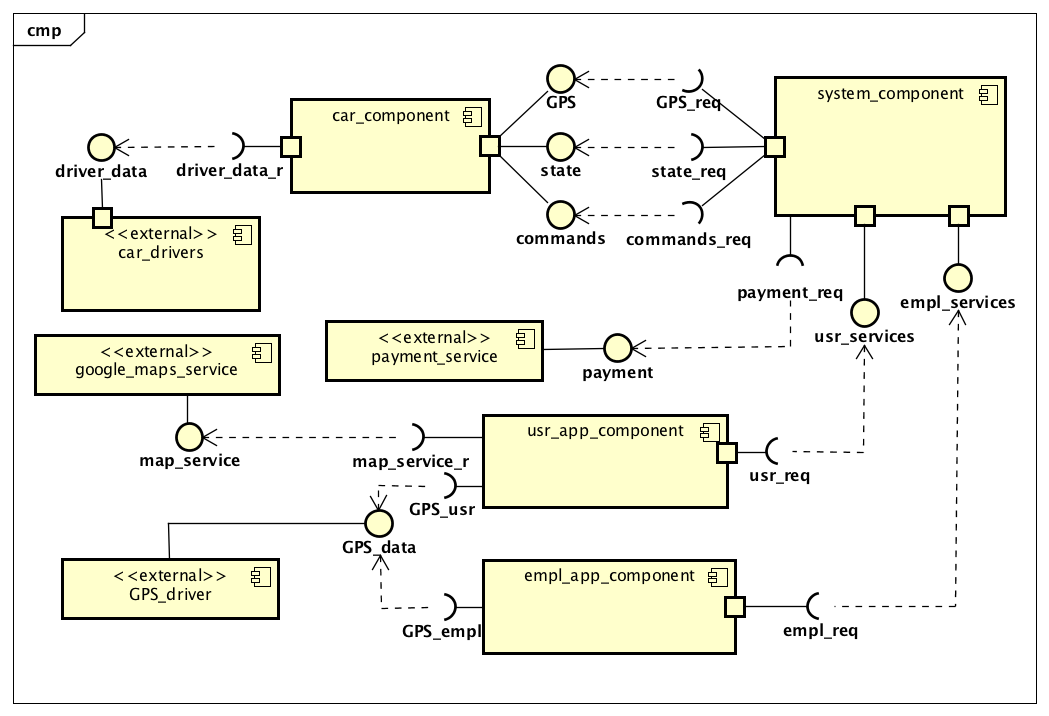 cmp
GPS
GPS_req
system_component
car_component
driver_data
driver_data_r
state
state_req
commands
commands_req
<<external>>
car_drivers
payment_req
empl_services
usr_services
<<external>>
payment_service
payment
<<external>>
google_maps_service
map_service
map_service_r
usr_app_component
usr_req
GPS_usr
GPS_data
<<external>>
GPS_driver
empl_app_component
GPS_empl
empl_req